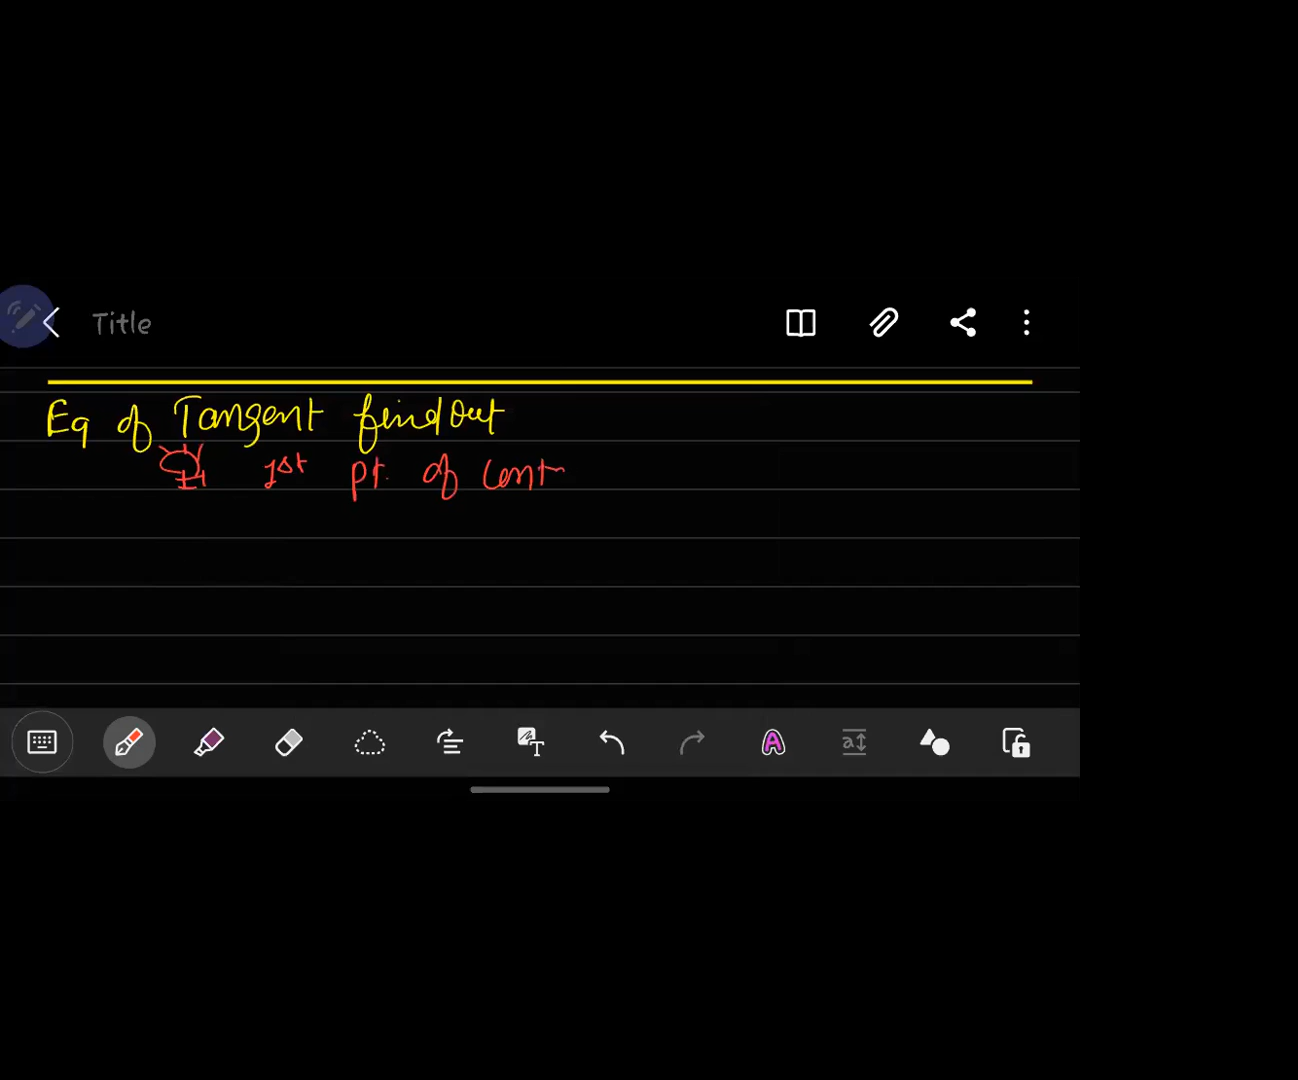 Title
Eq of Tangent find out
1st pt. of Cont